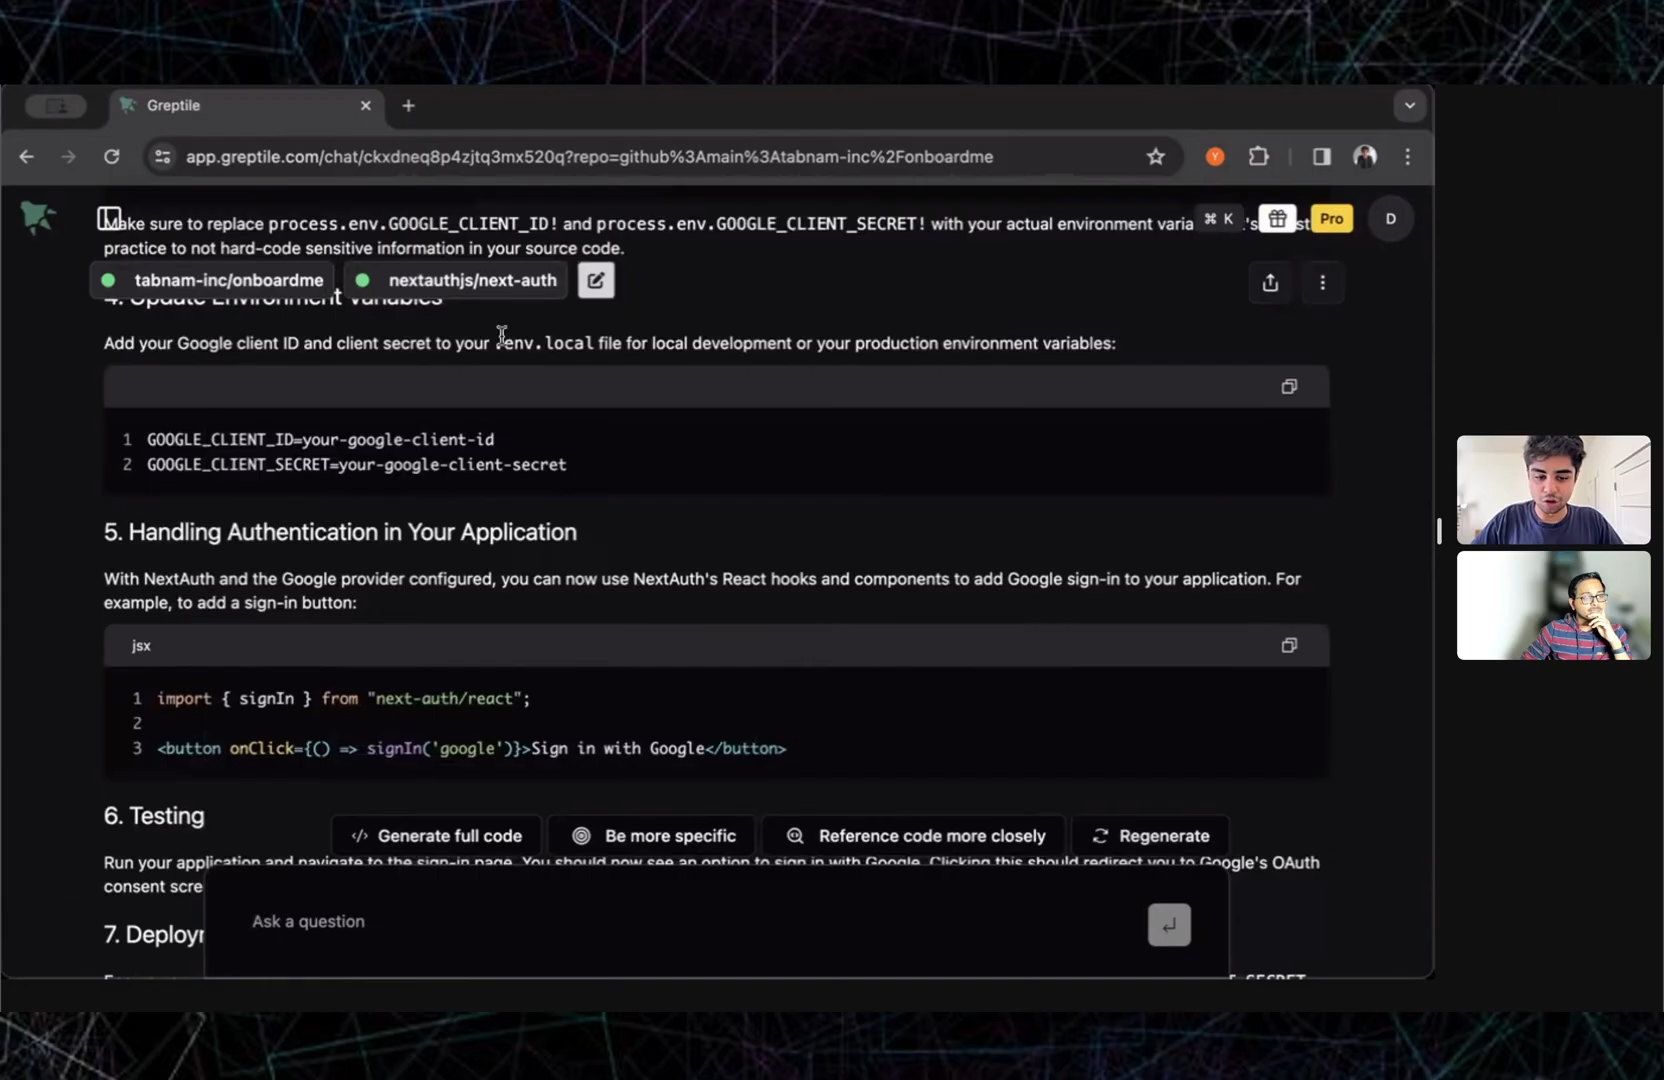 Greptile
app.greptile.com/chat/ckxdneq8p4zjtq3mx520q?repo=github%3Amain%3Atabnam-inc%2Fonboardme
Y
Make sure to replace process.env.GOOGLE_CLIENT_ID! and process.env.GOOGLE_CLIENT_SECRET! with your actual environment varia
⌘ K
Pro
D
practice to not hard-code sensitive information in your source code.
tabnam-inc/onboardme
nextauthjs/next-auth
4. Update Environment Variables
Add your Google client ID and client secret to your .env.local file for local development or your production environment variables:
1 GOOGLE_CLIENT_ID=your-google-client-id
2 GOOGLE_CLIENT_SECRET=your-google-client-secret
5. Handling Authentication in Your Application
With NextAuth and the Google provider configured, you can now use NextAuth's React hooks and components to add Google sign-in to your application. For
example, to add a sign-in button:
jsx
1 import { signIn } from "next-auth/react";
2
3 <button onClick={() => signIn('google')}>Sign in with Google</button>
6. Testing
</> Generate full code
Be more specific
Reference code more closely
Regenerate
Run your application and navigate to the sign-in page. You should now see an option to sign in with Google. Clicking this should redirect you to Google's OAuth
consent scre
Ask a question
7. Deployr